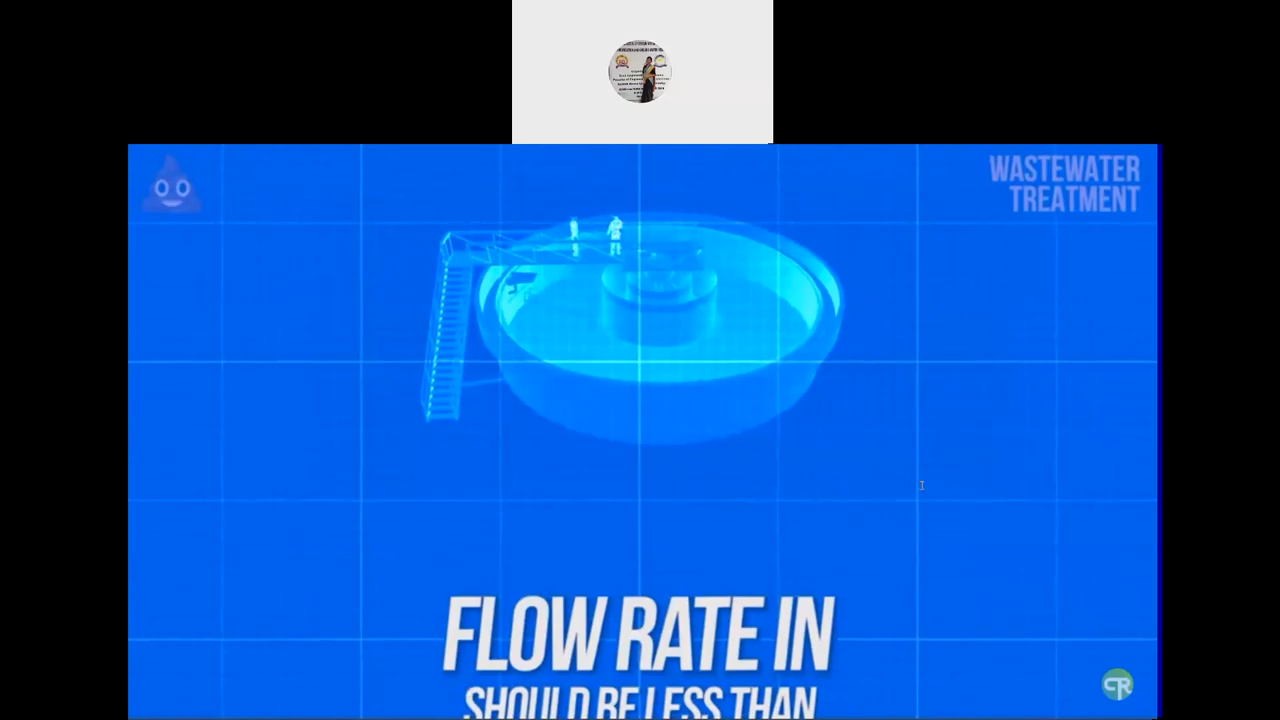 WASTEWATER
TREATMENT
FLOW RATE IN
SHOULD BE LESS THAN